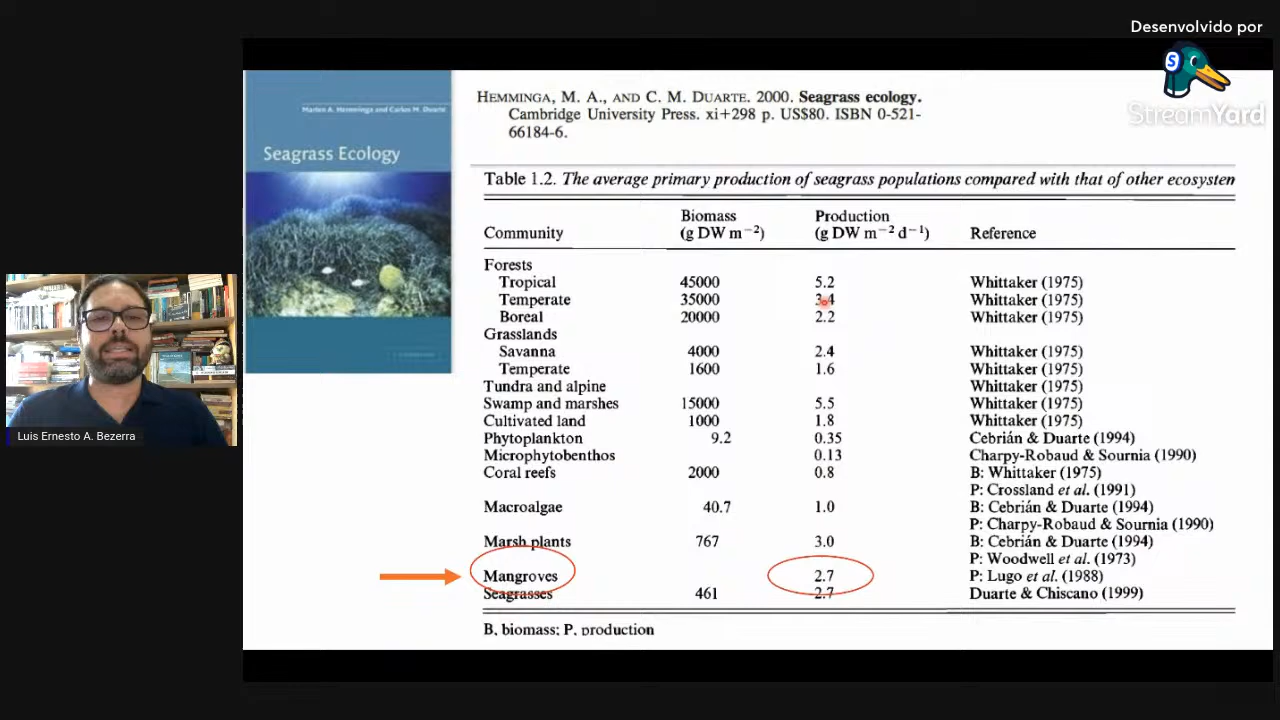 Desenvolvido por
StreamYard
Marten A. Hemminga and Carlos M. Duarte
Seagrass Ecology
HEMMINGA, M. A., AND C. M. DUARTE. 2000. Seagrass ecology.
Cambridge University Press. xi+298 p. US$80. ISBN 0-521-
66184-6.
Table 1.2. The average primary production of seagrass populations compared with that of other ecosysten
Community Biomass (g DW m−2) Production (g DW m−2 d−1) Reference
Forests
Tropical 45000 5.2 Whittaker (1975)
Temperate 35000 3.4 Whittaker (1975)
Boreal 20000 2.2 Whittaker (1975)
Grasslands
Savanna 4000 2.4 Whittaker (1975)
Temperate 1600 1.6 Whittaker (1975)
Tundra and alpine Whittaker (1975)
Swamp and marshes 15000 5.5 Whittaker (1975)
Cultivated land 1000 1.8 Whittaker (1975)
Phytoplankton 9.2 0.35 Cebrián & Duarte (1994)
Microphytobenthos 0.13 Charpy-Robaud & Sournia (1990)
Coral reefs 2000 0.8 B: Whittaker (1975)
P: Crossland et al. (1991)
Macroalgae 40.7 1.0 B: Cebrián & Duarte (1994)
P: Charpy-Robaud & Sournia (1990)
Marsh plants 767 3.0 B: Cebrián & Duarte (1994)
P: Woodwell et al. (1973)
Mangroves 2.7 P: Lugo et al. (1988)
Seagrasses 461 2.7 Duarte & Chiscano (1999)
B, biomass; P, production
Luis Ernesto A. Bezerra